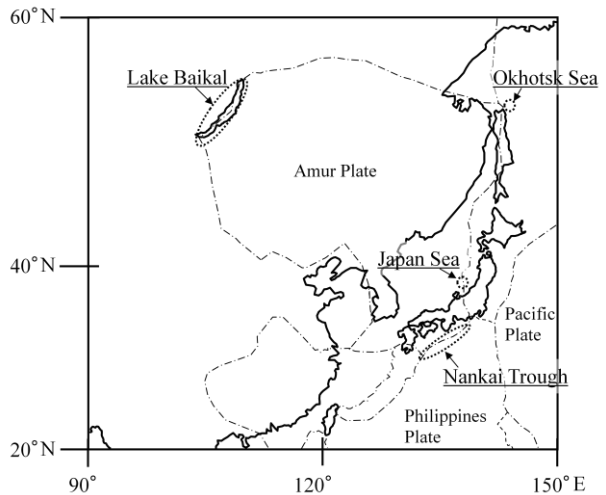 60° N
Lake Baikal
Okhotsk Sea
Amur Plate
Japan Sea
40° N
Pacific
Plate
Nankai Trough
Philippines
Plate
20° N
90°
120°
150° E